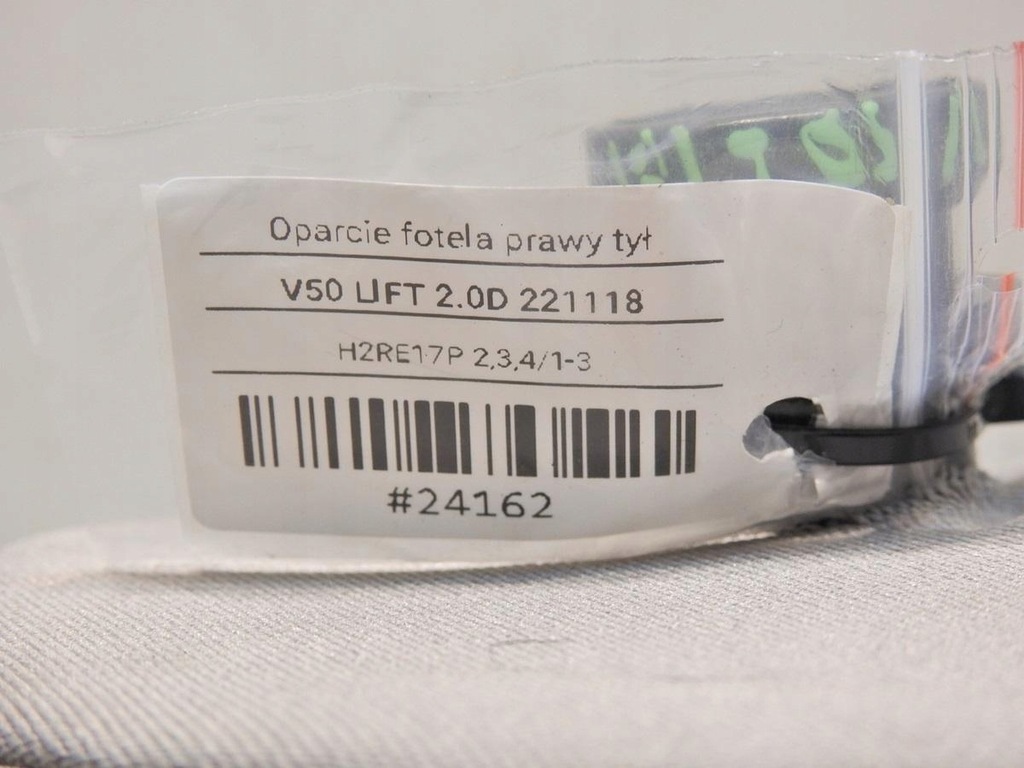 Oparcie fotela prawy tył
V50 LIFT 2.0D 221118
H2RE17P 2,3,4/1-3
#24162